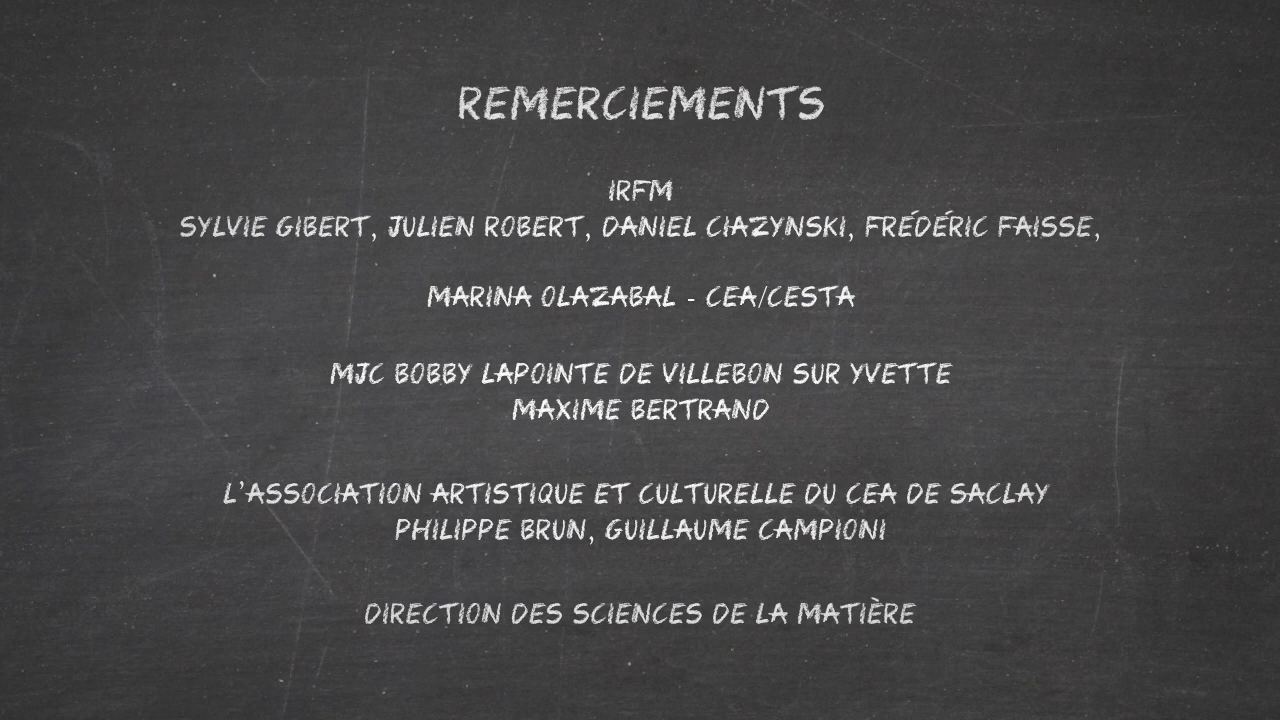 REMERCIEMENTS
IRFM
SYLVIE GIBERT, JULIEN ROBERT, DANIEL CIAZYNSKI, FRÉDÉRIC FAISSE,
MARINA OLAZABAL - CEA/CESTA
MJC BOBBY LAPOINTE DE VILLEBON SUR YVETTE
MAXIME BERTRAND
L'ASSOCIATION ARTISTIQUE ET CULTURELLE DU CEA DE SACLAY
PHILIPPE BRUN, GUILLAUME CAMPIONI
DIRECTION DES SCIENCES DE LA MATIÈRE